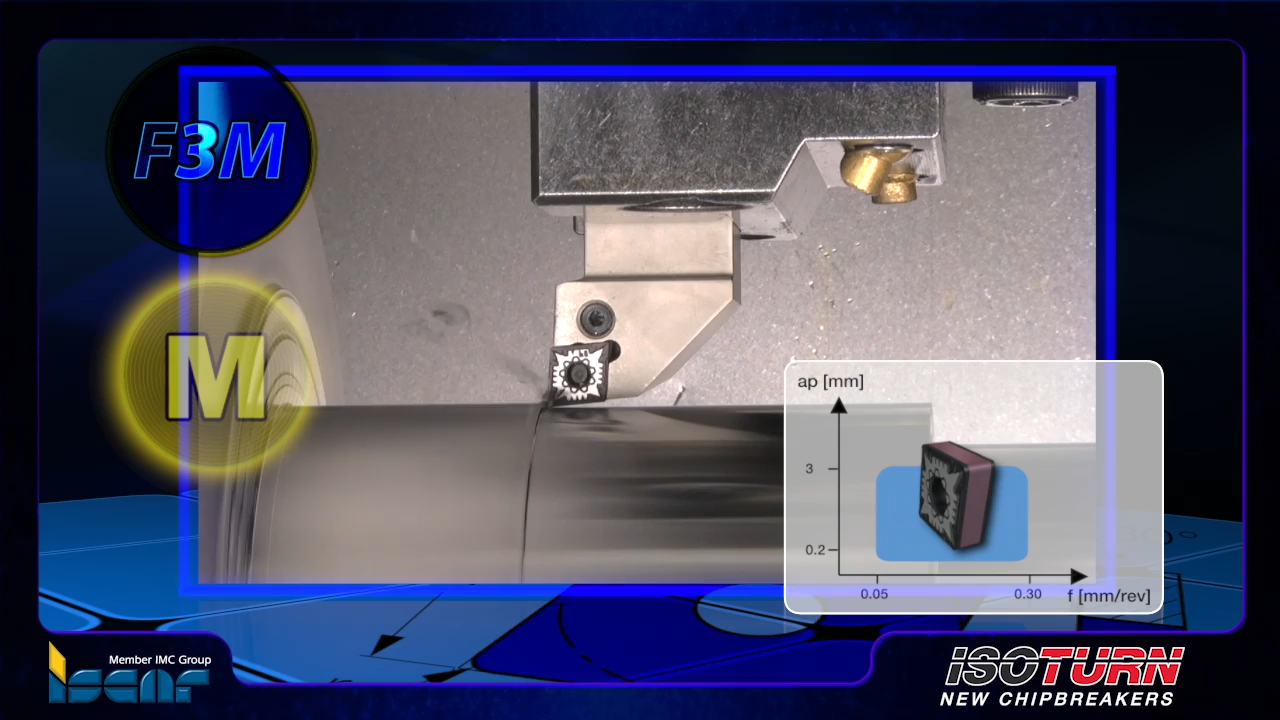 F3M
M
ap [mm]
3
0.2
0.05
0.30
f [mm/rev]
Member IMC Group
iscar
ISOTURN
NEW CHIPBREAKERS